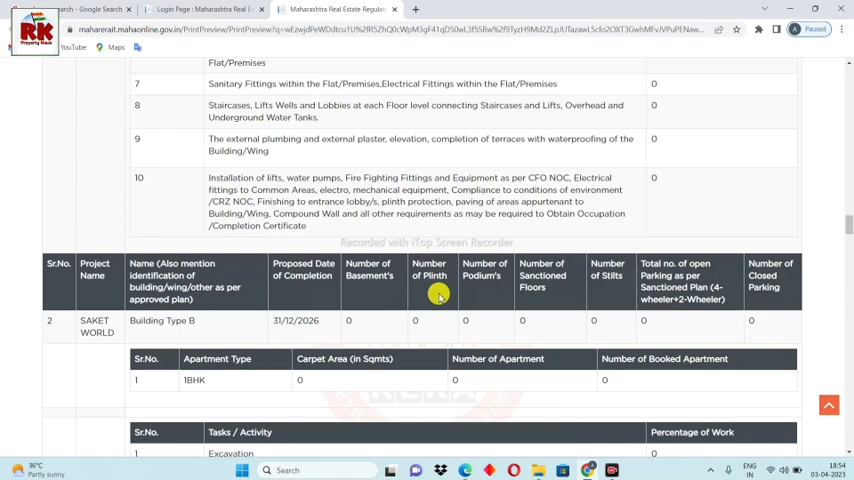 search - Google Search
Login Page : Maharashtra Real Est
Maharashtra Real Estate Regulat
maharerait.mahaonline.gov.in/PrintPreview/PrintPreview?q=
Paused
RK
Property News
YouTube
Maps
Flat/Premises
7 Sanitary Fittings within the Flat/Premises,Electrical Fittings within the Flat/Premises 0
8 Staircases, Lifts Wells and Lobbies at each Floor level connecting Staircases and Lifts, Overhead and 0
Underground Water Tanks.
9 The external plumbing and external plaster, elevation, completion of terraces with waterproofing of the 0
Building/Wing
10 Installation of lifts, water pumps, Fire Fighting Fittings and Equipment as per CFO NOC, Electrical 0
fittings to Common Areas, electro, mechanical equipment, Compliance to conditions of environment
/CRZ NOC, Finishing to entrance lobby/s, plinth protection, paving of areas appurtenant to
Building/Wing, Compound Wall and all other requirements as may be required to Obtain Occupation
/Completion Certificate
Recorded with iTop Screen Recorder
Sr.No. Project Name (Also mention Proposed Date Number of Number Number of Number of Number Total no. of open Number of
Name identification of of Completion Basement's of Plinth Podium's Sanctioned of Stilts Parking as per Closed
building/wing/other as per Floors Sanctioned Plan (4- Parking
approved plan) wheeler+2-Wheeler)
2 SAKET Building Type B 31/12/2026 0 0 0 0 0 0 0
WORLD
Sr.No. Apartment Type Carpet Area (in Sqmts) Number of Apartment Number of Booked Apartment
1 1BHK 0 0 0
Sr.No. Tasks / Activity Percentage of Work
1 Excavation 0
36°C
Partly sunny
Search
ENG
IN
18:54
03-04-2023